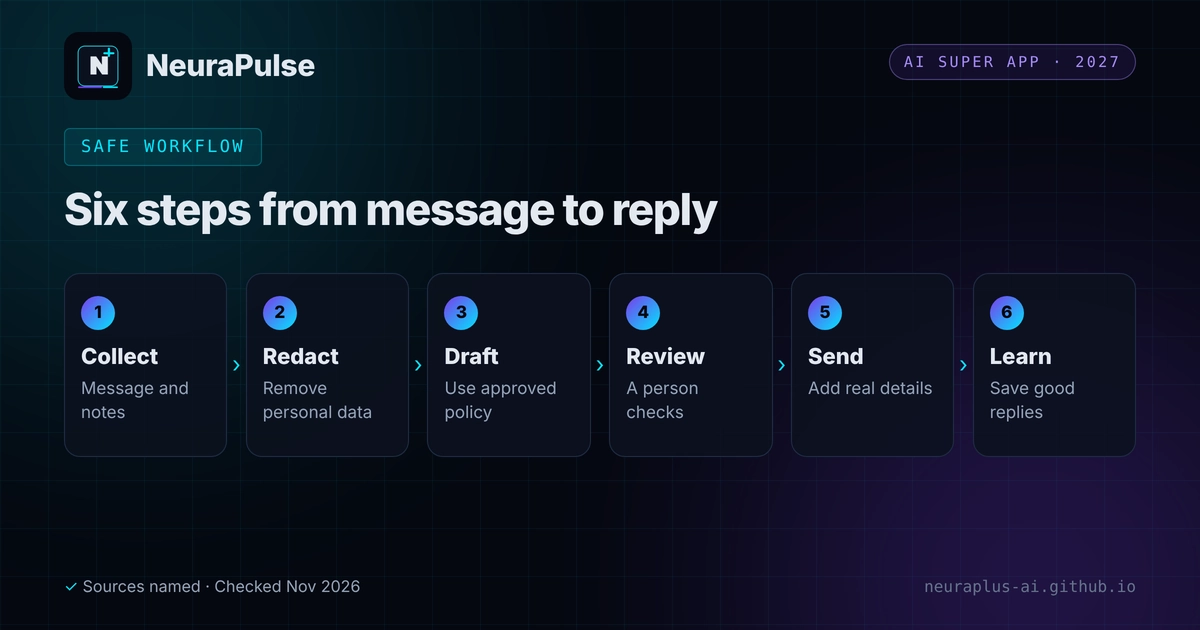 N
NeuraPulse
AI SUPER APP · 2027
SAFE WORKFLOW
Six steps from message to reply
1
Collect
Message and
notes
›
2
Redact
Remove
personal data
›
3
Draft
Use approved
policy
›
4
Review
A person
checks
›
5
Send
Add real details
›
6
Learn
Save good
replies
✓ Sources named · Checked Nov 2026
neuraplus-ai.github.io